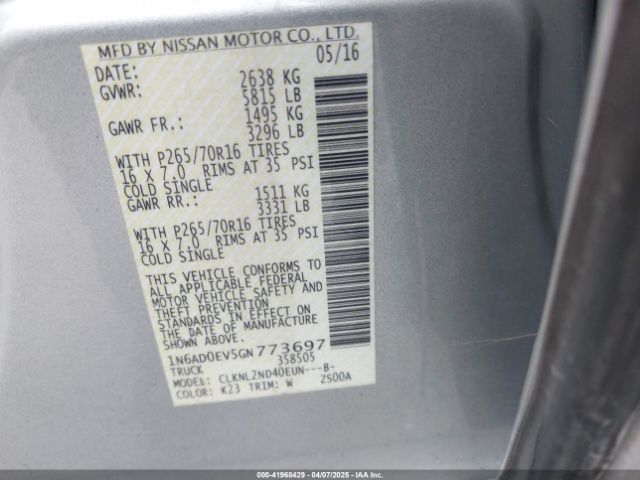 MFD BY NISSAN MOTOR CO., LTD.
DATE: 05/16
GVWR: 2638 KG
5815 LB
GAWR FR.: 1495 KG
3296 LB
WITH P265/70R16 TIRES
16 X 7.0 RIMS AT 35 PSI
COLD SINGLE
GAWR RR.: 1511 KG
3331 LB
WITH P265/70R16 TIRES
16 X 7.0 RIMS AT 35 PSI
COLD SINGLE
THIS VEHICLE CONFORMS TO
ALL APPLICABLE FEDERAL
MOTOR VEHICLE SAFETY AND
THEFT PREVENTION
STANDARDS IN EFFECT ON
THE DATE OF MANUFACTURE
SHOWN ABOVE.
1N6AD0EV5GN773697
TRUCK 358505
MODEL: CLKNL2ND40EUN---B-
COLOR: K23 TRIM: W ZS00A
000-41968429 - 04/07/2025 - IAAI.com